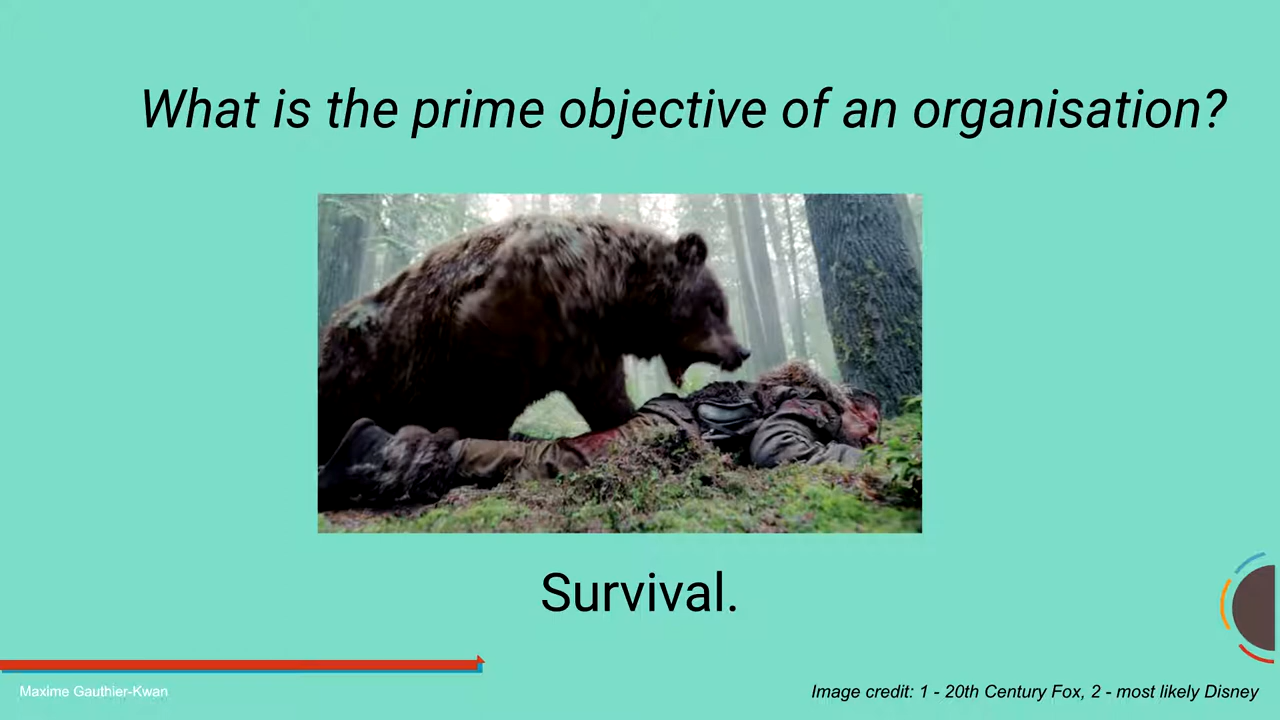 What is the prime objective of an organisation?
Survival.
Maxime Gauthier-Kwan
Image credit: 1 - 20th Century Fox, 2 - most likely Disney